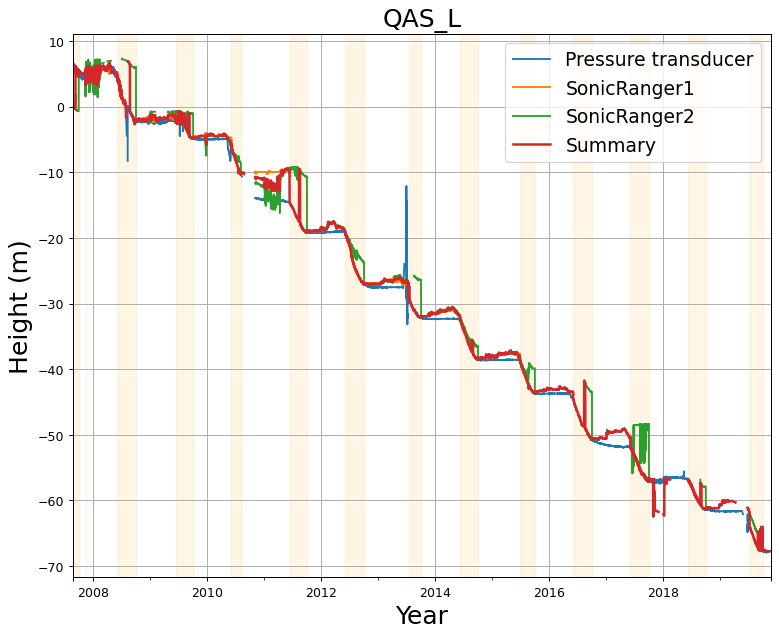 QAS_L
Pressure transducer
SonicRanger1
SonicRanger2
Summary
Height (m)
10
0
−10
−20
−30
−40
−50
−60
−70
2008
2010
2012
2014
2016
2018
Year